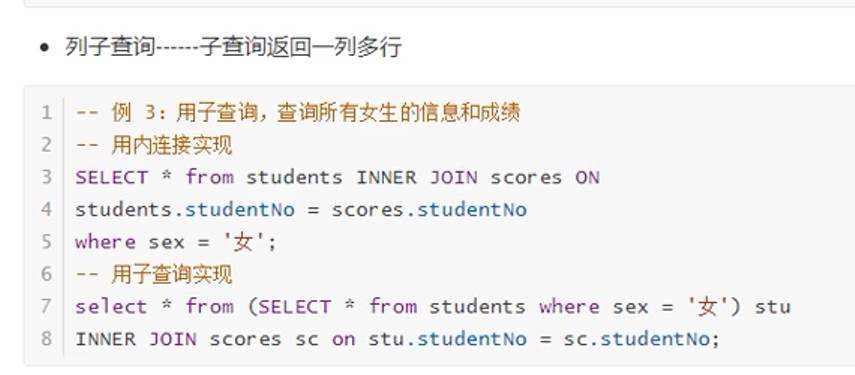 列子查询------子查询返回一列多行
1 -- 例 3：用子查询，查询所有女生的信息和成绩
2 -- 用内连接实现
3 SELECT * from students INNER JOIN scores ON
4 students.studentNo = scores.studentNo
5 where sex = '女';
6 -- 用子查询实现
7 select * from (SELECT * from students where sex = '女') stu
8 INNER JOIN scores sc on stu.studentNo = sc.studentNo;